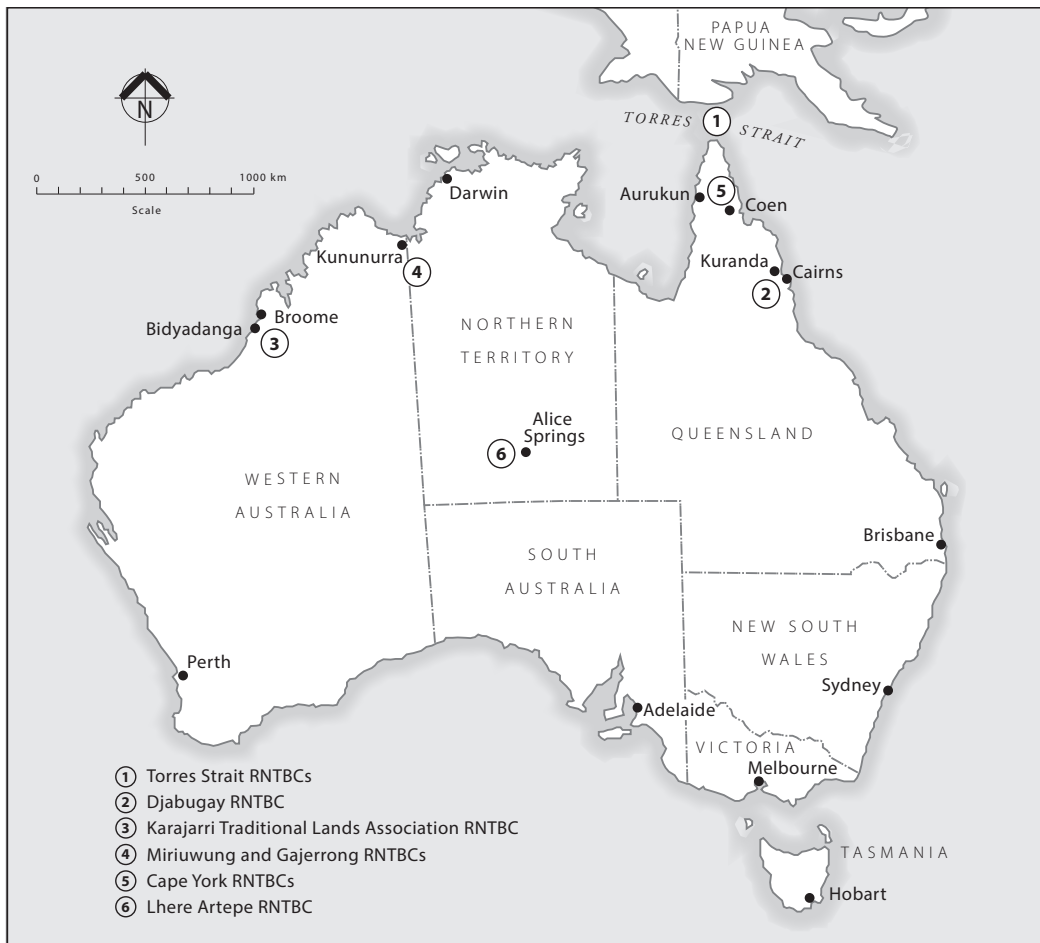 PAPUA
NEW GUINEA
TORRES 1 STRAIT
N
0 500 1000 km
Scale
Darwin
Aurukun
5
Coen
Kununurra
4
Kuranda
Cairns
2
Broome
Bidyadanga
3
NORTHERN
TERRITORY
Alice
Springs
6
QUEENSLAND
WESTERN
AUSTRALIA
Brisbane
SOUTH
AUSTRALIA
NEW SOUTH
WALES
Perth
Sydney
Adelaide
VICTORIA
Melbourne
1 Torres Strait RNTBCs
2 Djabugay RNTBC
3 Karajarri Traditional Lands Association RNTBC
4 Miriuwung and Gajerrong RNTBCs
5 Cape York RNTBCs
6 Lhere Artepe RNTBC
TASMANIA
Hobart